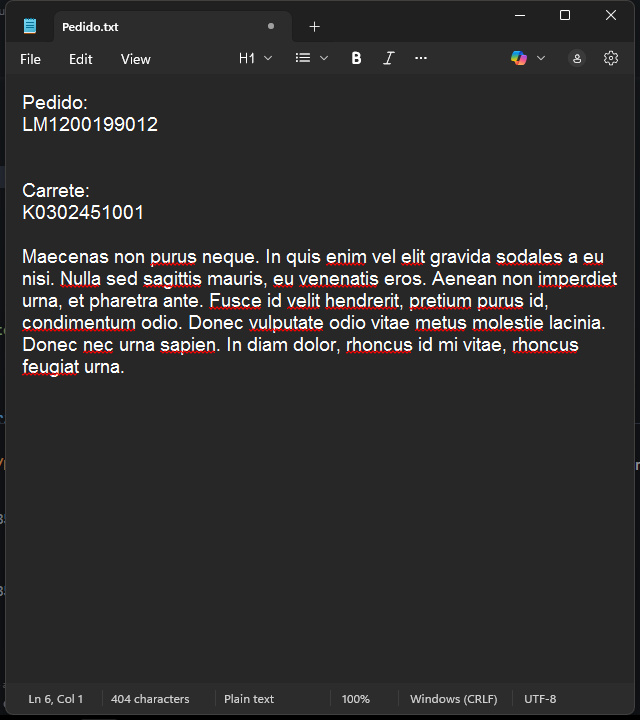 Pedido.txt
File Edit View H1 B I
Pedido:
LM1200199012
Carrete:
K0302451001
Maecenas non purus neque. In quis enim vel elit gravida sodales a eu
nisi. Nulla sed sagittis mauris, eu venenatis eros. Aenean non imperdiet
urna, et pharetra ante. Fusce id velit hendrerit, pretium purus id,
condimentum odio. Donec vulputate odio vitae metus molestie lacinia.
Donec nec urna sapien. In diam dolor, rhoncus id mi vitae, rhoncus
feugiat urna.
Ln 6, Col 1 404 characters Plain text 100% Windows (CRLF) UTF-8